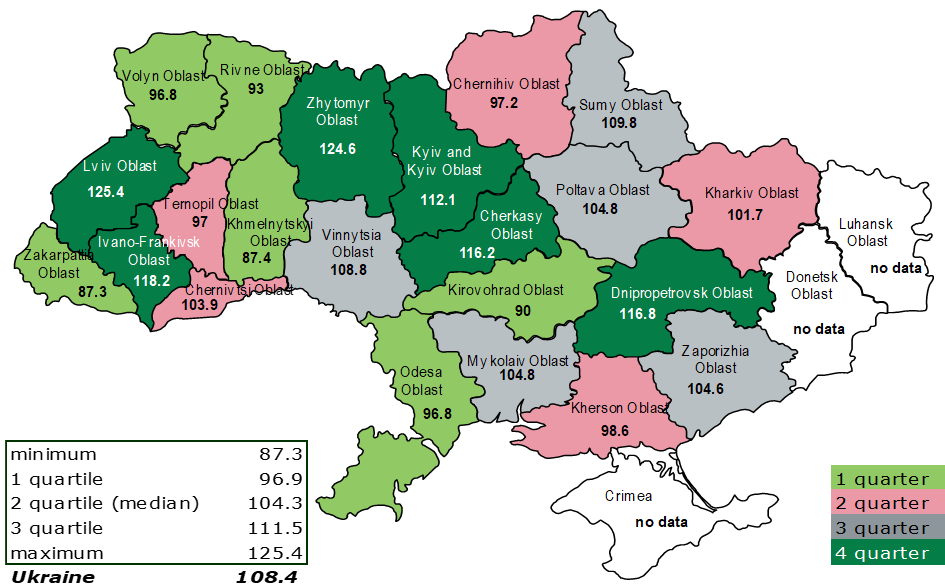 Volyn Oblast
96.8
Rivne Oblast
93
Zhytomyr
Oblast
124.6
Chernihiv Oblast
97.2
Sumy Oblast
109.8
Kyiv and
Kyiv Oblast
112.1
Lviv Oblast
125.4
Ternopil Oblast
97
Khmelnytskyi
Oblast
87.4
Vinnytsia
Oblast
108.8
Cherkasy
Oblast
116.2
Poltava Oblast
104.8
Kharkiv Oblast
101.7
Luhansk
Oblast
no data
Zakarpattia
Oblast
87.3
Ivano-Frankivsk
Oblast
118.2
Chernivtsi Oblast
103.9
Kirovohrad Oblast
90
Dnipropetrovsk Oblast
116.8
Donetsk
Oblast
no data
Odesa
Oblast
96.8
Mykolaiv Oblast
104.8
Zaporizhia
Oblast
104.6
Kherson Oblast
98.6
Crimea
no data
minimum 87.3
1 quartile 96.9
2 quartile (median) 104.3
3 quartile 111.5
maximum 125.4
Ukraine 108.4
1 quarter
2 quarter
3 quarter
4 quarter